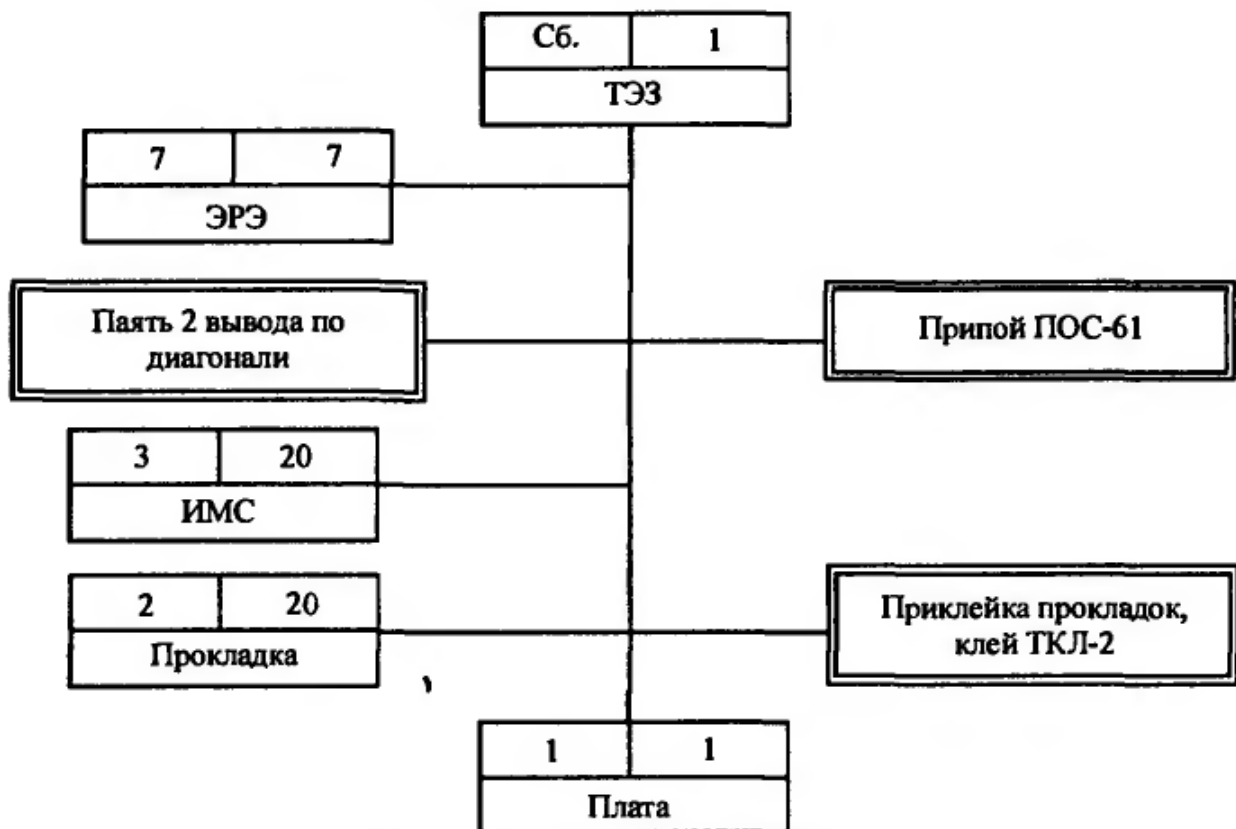 Сб. 1
ТЭЗ
7 7
ЭРЭ
Паять 2 вывода по
диагонали
Припой ПОС-61
3 20
ИМС
2 20
Прокладка
Приклейка прокладок,
клей ТКЛ-2
1 1
Плата